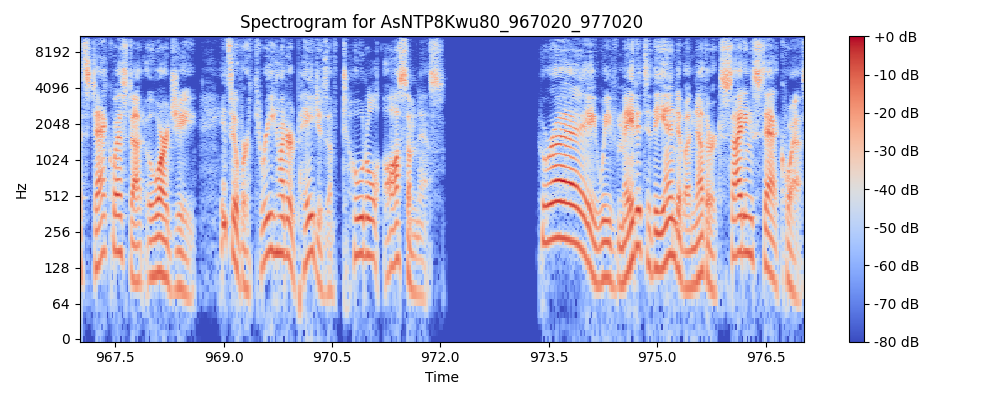 Spectrogram for AsNTP8Kwu80_967020_977020
Hz
8192
4096
2048
1024
512
256
128
64
0
967.5 969.0 970.5 972.0 973.5 975.0 976.5
Time
+0 dB
-10 dB
-20 dB
-30 dB
-40 dB
-50 dB
-60 dB
-70 dB
-80 dB